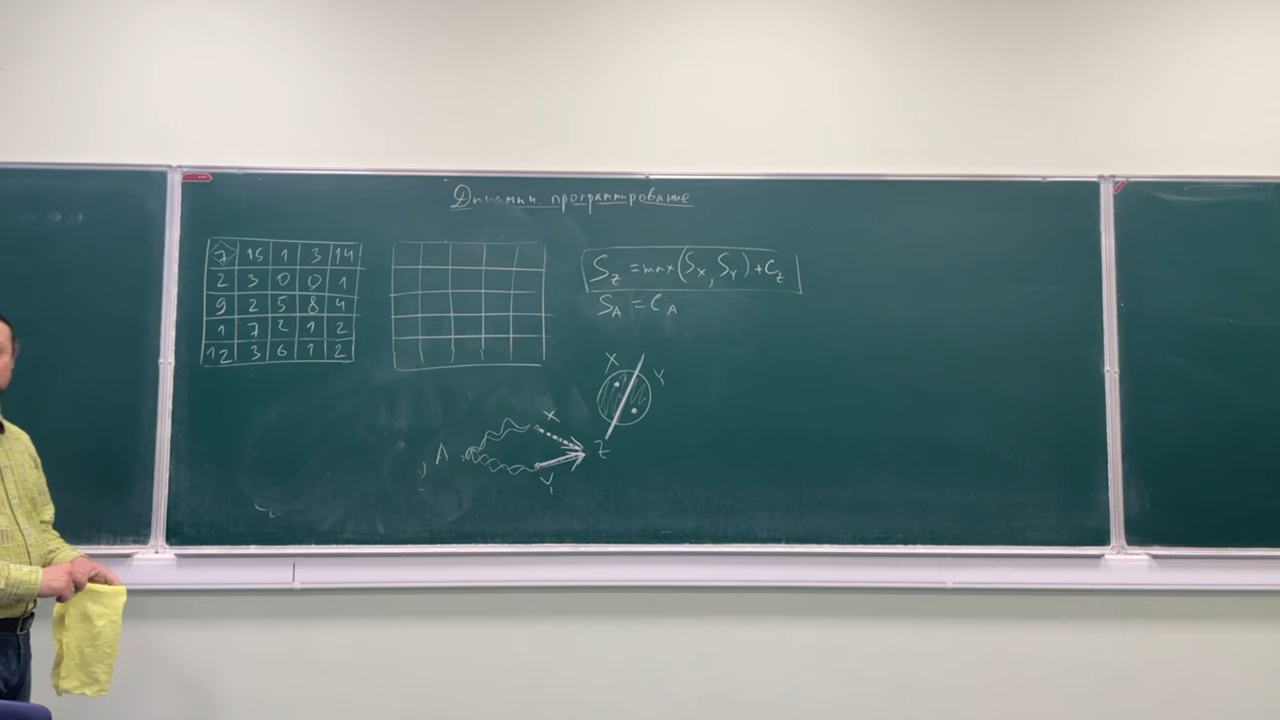 Динамич. программирование
7 15 1 3 14
2 3 0 0 1
9 2 5 8 4
1 7 2 1 2
12 3 6 1 2
S_Z = max(S_X, S_Y) + C_Z
S_A = C_A
X
Y
X
A
Z
Y